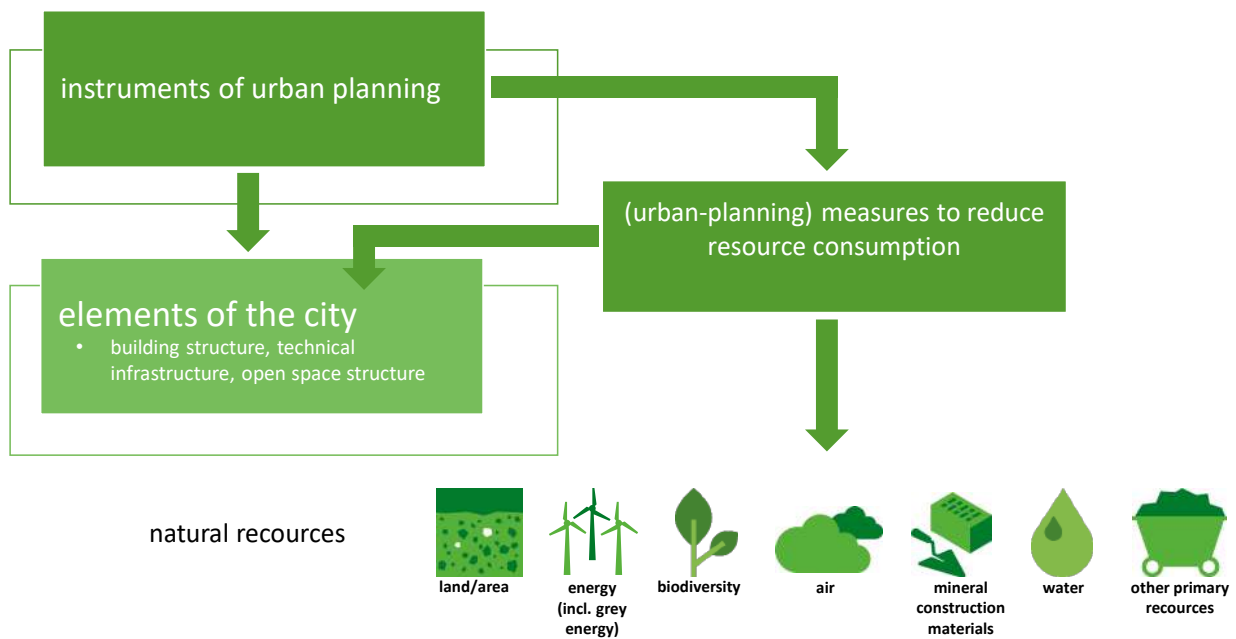 instruments of urban planning
(urban-planning) measures to reduce
resource consumption
elements of the city
• building structure, technical
infrastructure, open space structure
natural recources
land/area
energy
(incl. grey
energy)
biodiversity
air
mineral
construction
materials
water
other primary
recources